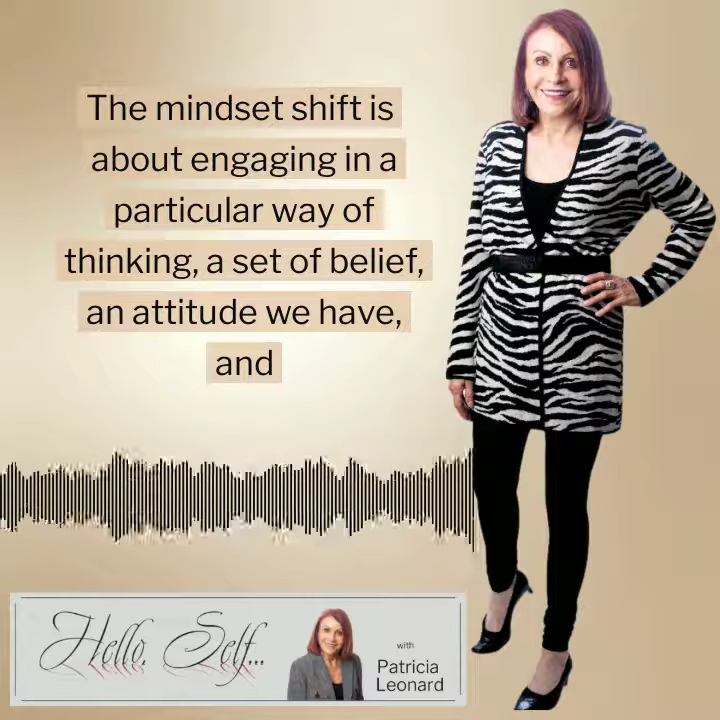 The mindset shift is
about engaging in a
particular way of
thinking, a set of belief,
an attitude we have,
and
Hello, Self...
with
Patricia
Leonard